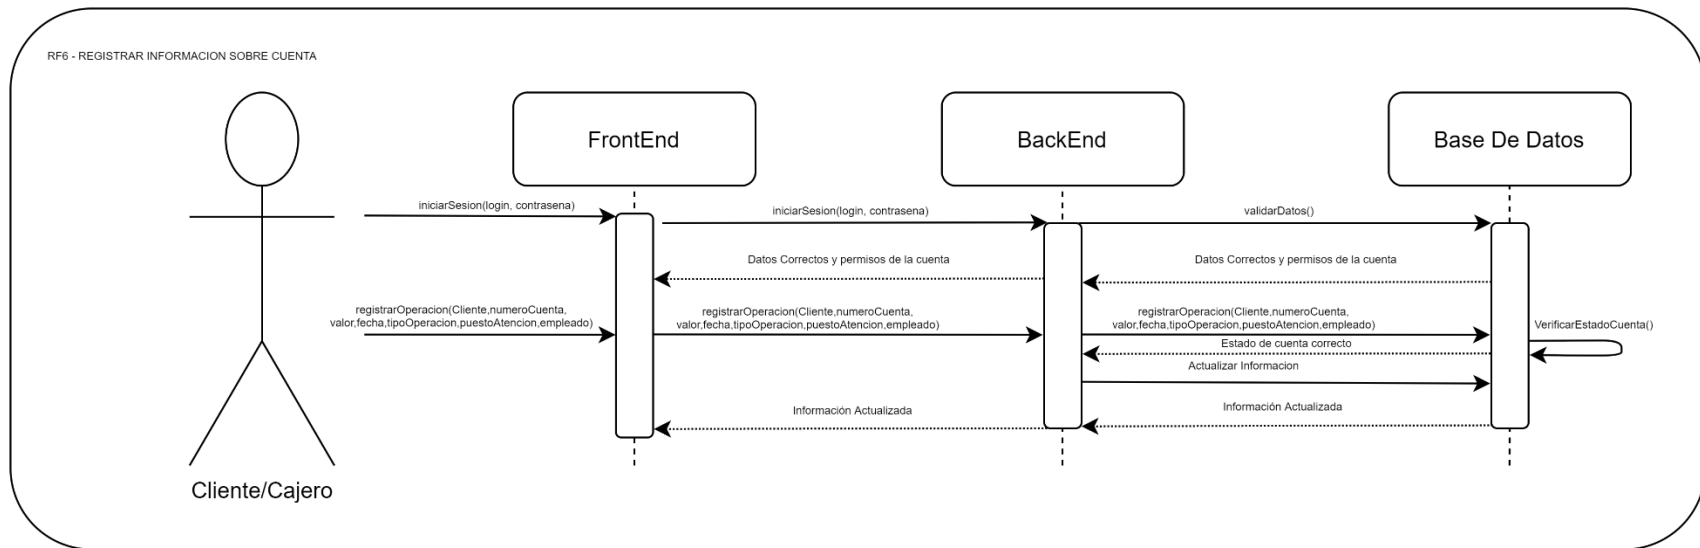 RF6 - REGISTRAR INFORMACION SOBRE CUENTA
FrontEnd
BackEnd
Base De Datos
iniciarSesion(login, contrasena)
iniciarSesion(login, contrasena)
validarDatos()
Datos Correctos y permisos de la cuenta
Datos Correctos y permisos de la cuenta
registrarOperacion(Cliente,numeroCuenta,
valor,fecha,tipoOperacion,puestoAtencion,empleado)
registrarOperacion(Cliente,numeroCuenta,
valor,fecha,tipoOperacion,puestoAtencion,empleado)
registrarOperacion(Cliente,numeroCuenta,
valor,fecha,tipoOperacion,puestoAtencion,empleado)
VerificarEstadoCuenta()
Estado de cuenta correcto
Actualizar Informacion
Información Actualizada
Información Actualizada
Cliente/Cajero